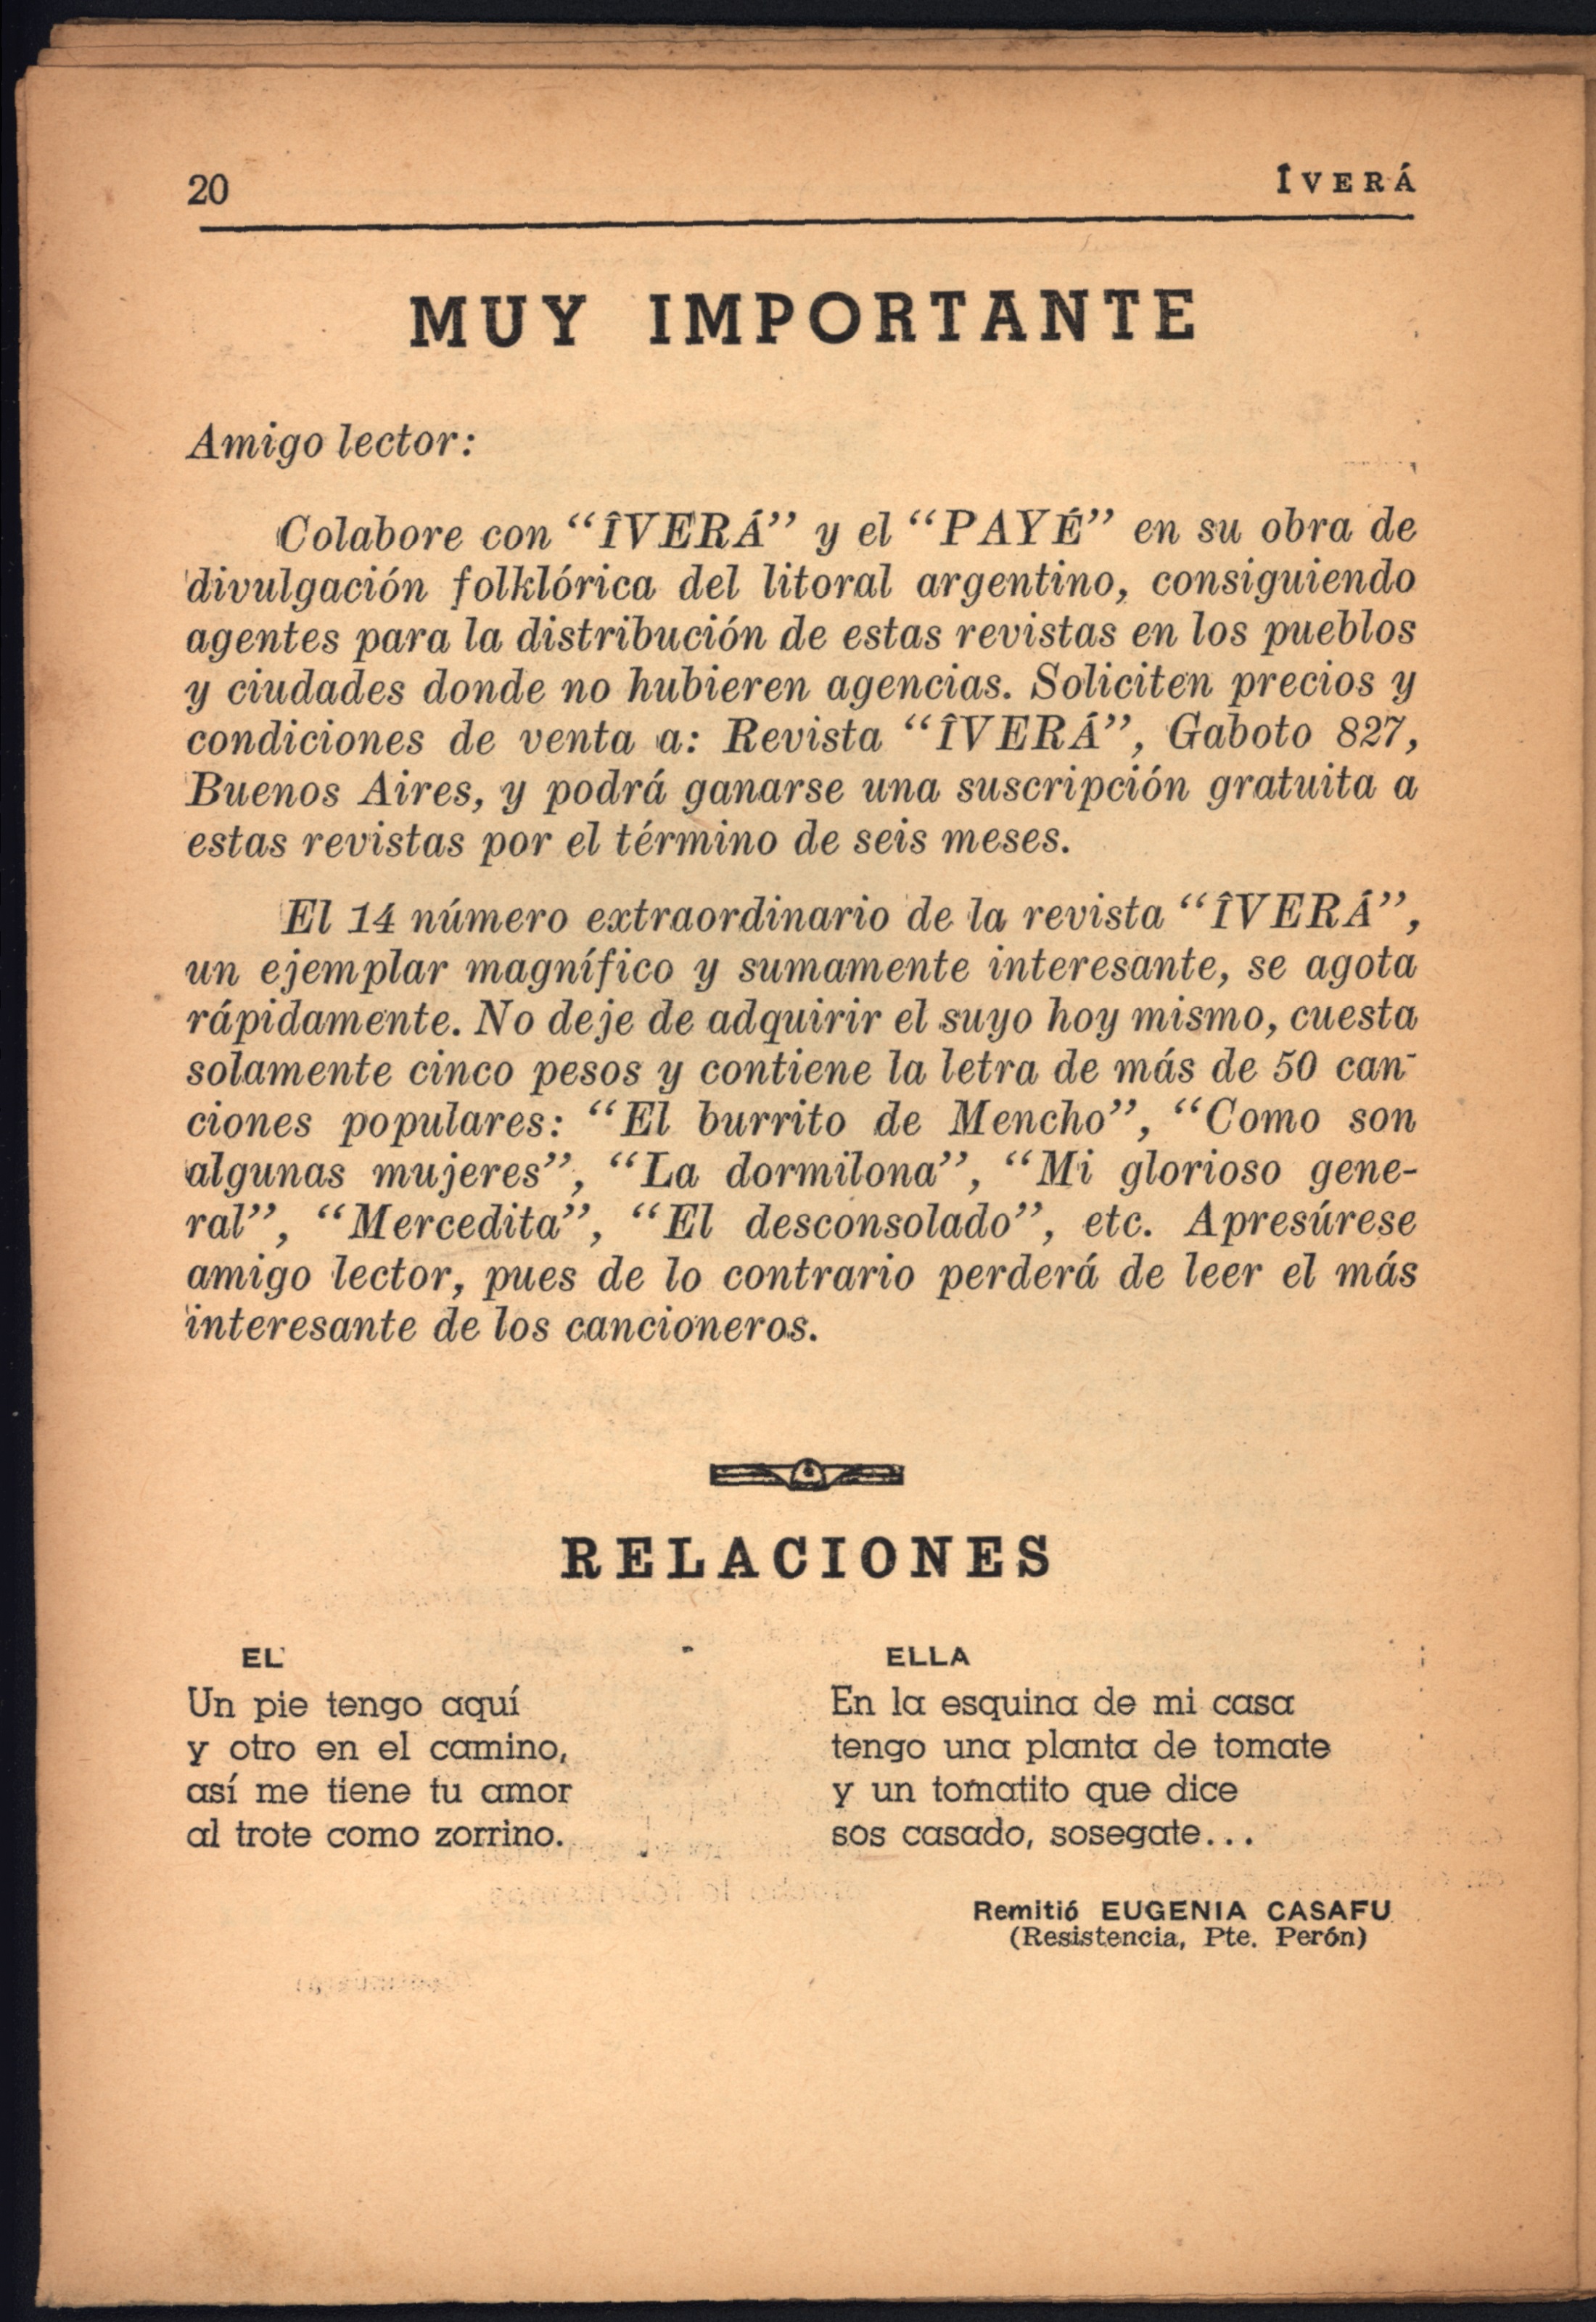 20
ÎVERÁ
MUY IMPORTANTE
Amigo lector:
Colabore con “ÎVERÁ” y el “PAYÉ” en su obra de
divulgación folklórica del litoral argentino, consiguiendo
agentes para la distribución de estas revistas en los pueblos
y ciudades donde no hubieren agencias. Soliciten precios y
condiciones de venta a: Revista “ÎVERÁ”, Gaboto 827,
Buenos Aires, y podrá ganarse una suscripción gratuita a
estas revistas por el término de seis meses.
El 14 número extraordinario de la revista “ÎVERÁ”,
un ejemplar magnífico y sumamente interesante, se agota
rápidamente. No deje de adquirir el suyo hoy mismo, cuesta
solamente cinco pesos y contiene la letra de más de 50 can-
ciones populares: “El burrito de Mencho”, “Como son
algunas mujeres”, “La dormilona”, “Mi glorioso gene-
ral”, “Mercedita”, “El desconsolado”, etc. Apresúrese
amigo lector, pues de lo contrario perderá de leer el más
interesante de los cancioneros.
RELACIONES
EL
Un pie tengo aquí
y otro en el camino,
así me tiene tu amor
al trote como zorrino.
ELLA
En la esquina de mi casa
tengo una planta de tomate
y un tomatito que dice
sos casado, sosegate...
Remitió EUGENIA CASAFU
(Resistencia, Pte. Perón)